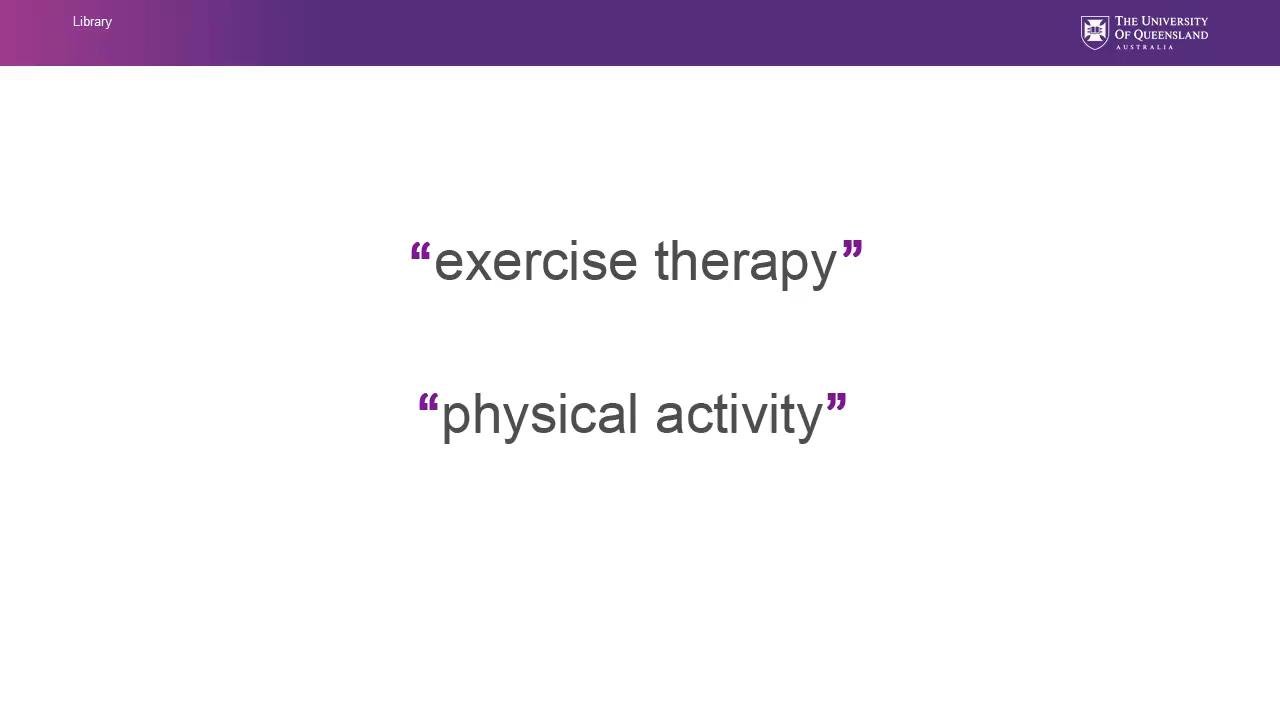 Library
THE UNIVERSITY
OF QUEENSLAND
AUSTRALIA
“exercise therapy”
“physical activity”